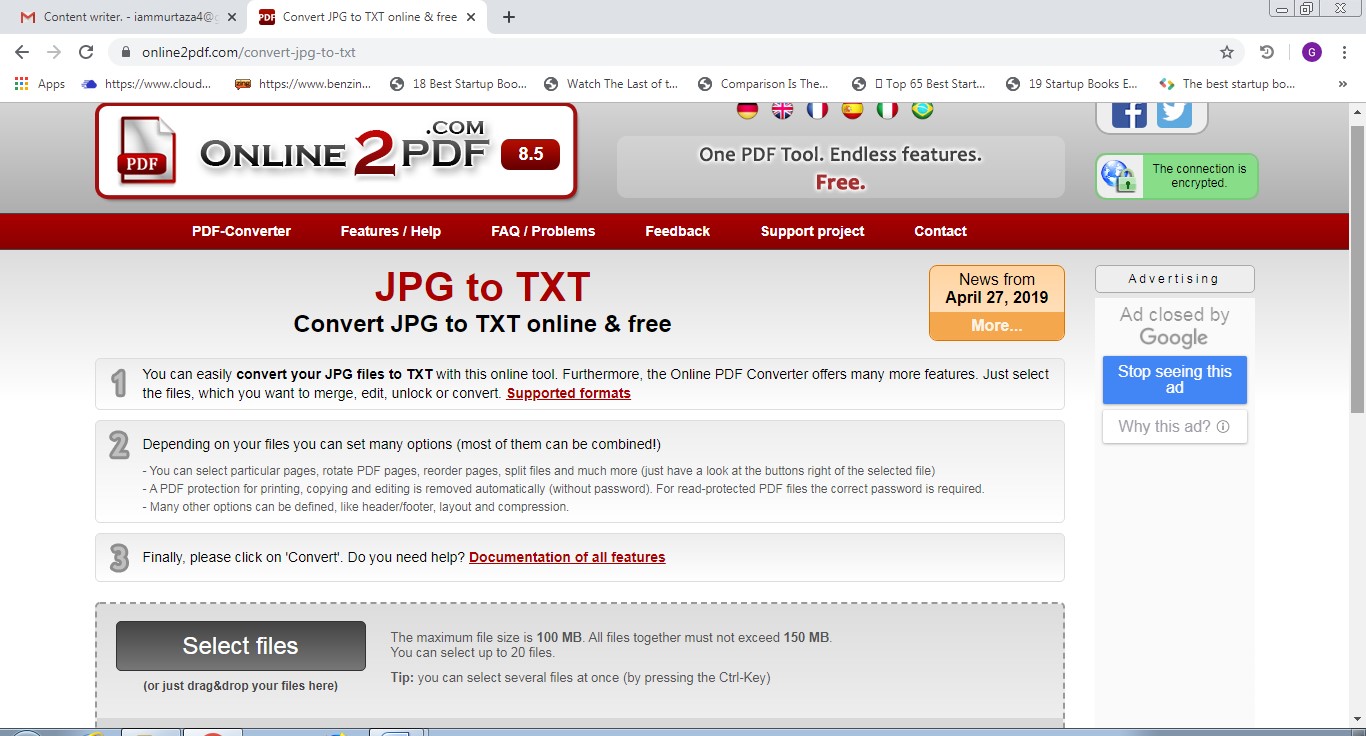 Content writer. - iammurtaza4@g
Convert JPG to TXT online & free
online2pdf.com/convert-jpg-to-txt
G
Apps
https://www.cloud...
https://www.benzin...
18 Best Startup Boo...
Watch The Last of t...
Comparison Is The...
Top 65 Best Start...
19 Startup Books E...
The best startup bo...
»
PDF
ONLINE2PDF.COM
8.5
One PDF Tool. Endless features.
Free.
The connection is
encrypted.
PDF-Converter
Features / Help
FAQ / Problems
Feedback
Support project
Contact
JPG to TXT
Convert JPG to TXT online & free
News from
April 27, 2019
More...
Advertising
Ad closed by
Google
Stop seeing this
ad
Why this ad?
1
You can easily convert your JPG files to TXT with this online tool. Furthermore, the Online PDF Converter offers many more features. Just select
the files, which you want to merge, edit, unlock or convert. Supported formats
2
Depending on your files you can set many options (most of them can be combined!)
- You can select particular pages, rotate PDF pages, reorder pages, split files and much more (just have a look at the buttons right of the selected file)
- A PDF protection for printing, copying and editing is removed automatically (without password). For read-protected PDF files the correct password is required.
- Many other options can be defined, like header/footer, layout and compression.
3
Finally, please click on 'Convert'. Do you need help? Documentation of all features
Select files
(or just drag&drop your files here)
The maximum file size is 100 MB. All files together must not exceed 150 MB.
You can select up to 20 files.
Tip: you can select several files at once (by pressing the Ctrl-Key)